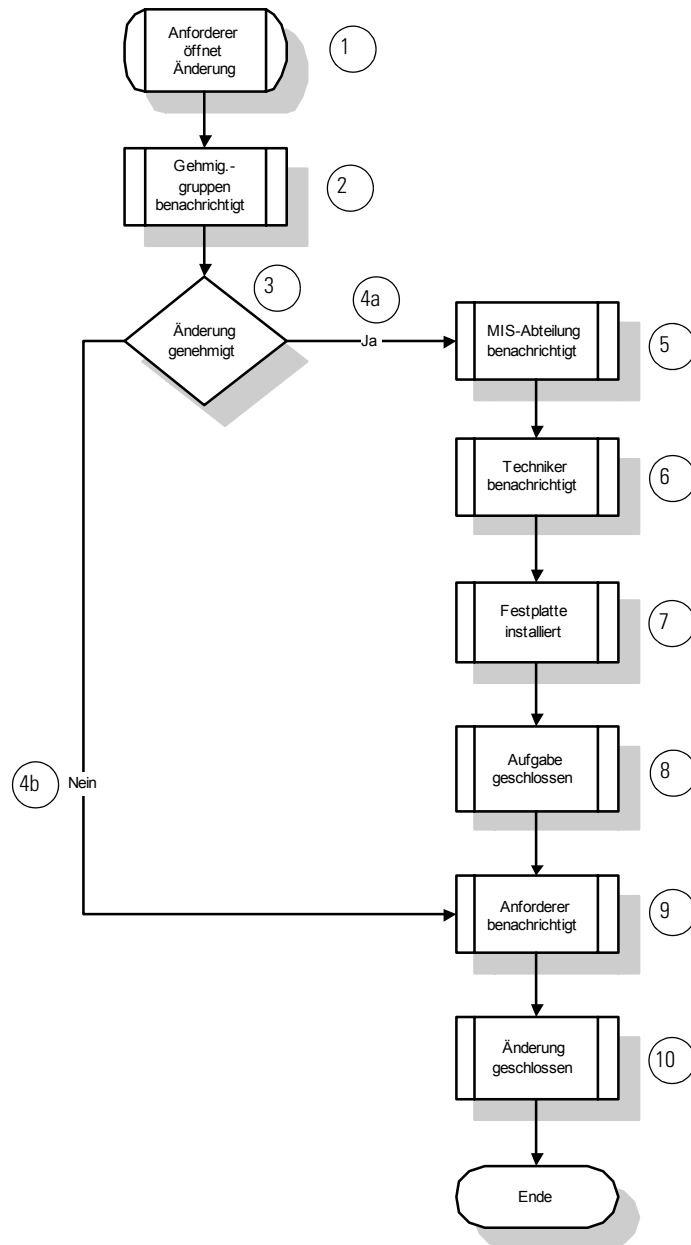 Anforderer
öffnet
Änderung
1
Gehmig.-
gruppen
benachrichtigt
2
3
Änderung
genehmigt
4a
Ja
MIS-Abteilung
benachrichtigt
5
Techniker
benachrichtigt
6
Festplatte
installiert
7
4b
Nein
Aufgabe
geschlossen
8
Anforderer
benachrichtigt
9
Änderung
geschlossen
10
Ende